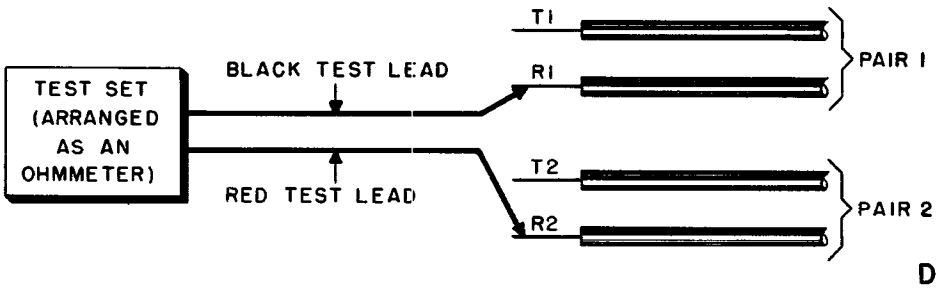 TEST SET
(ARRANGED
AS AN
OHMMETER)
BLACK TEST LEAD
RED TEST LEAD
T1
R1
PAIR 1
T2
R2
PAIR 2
D